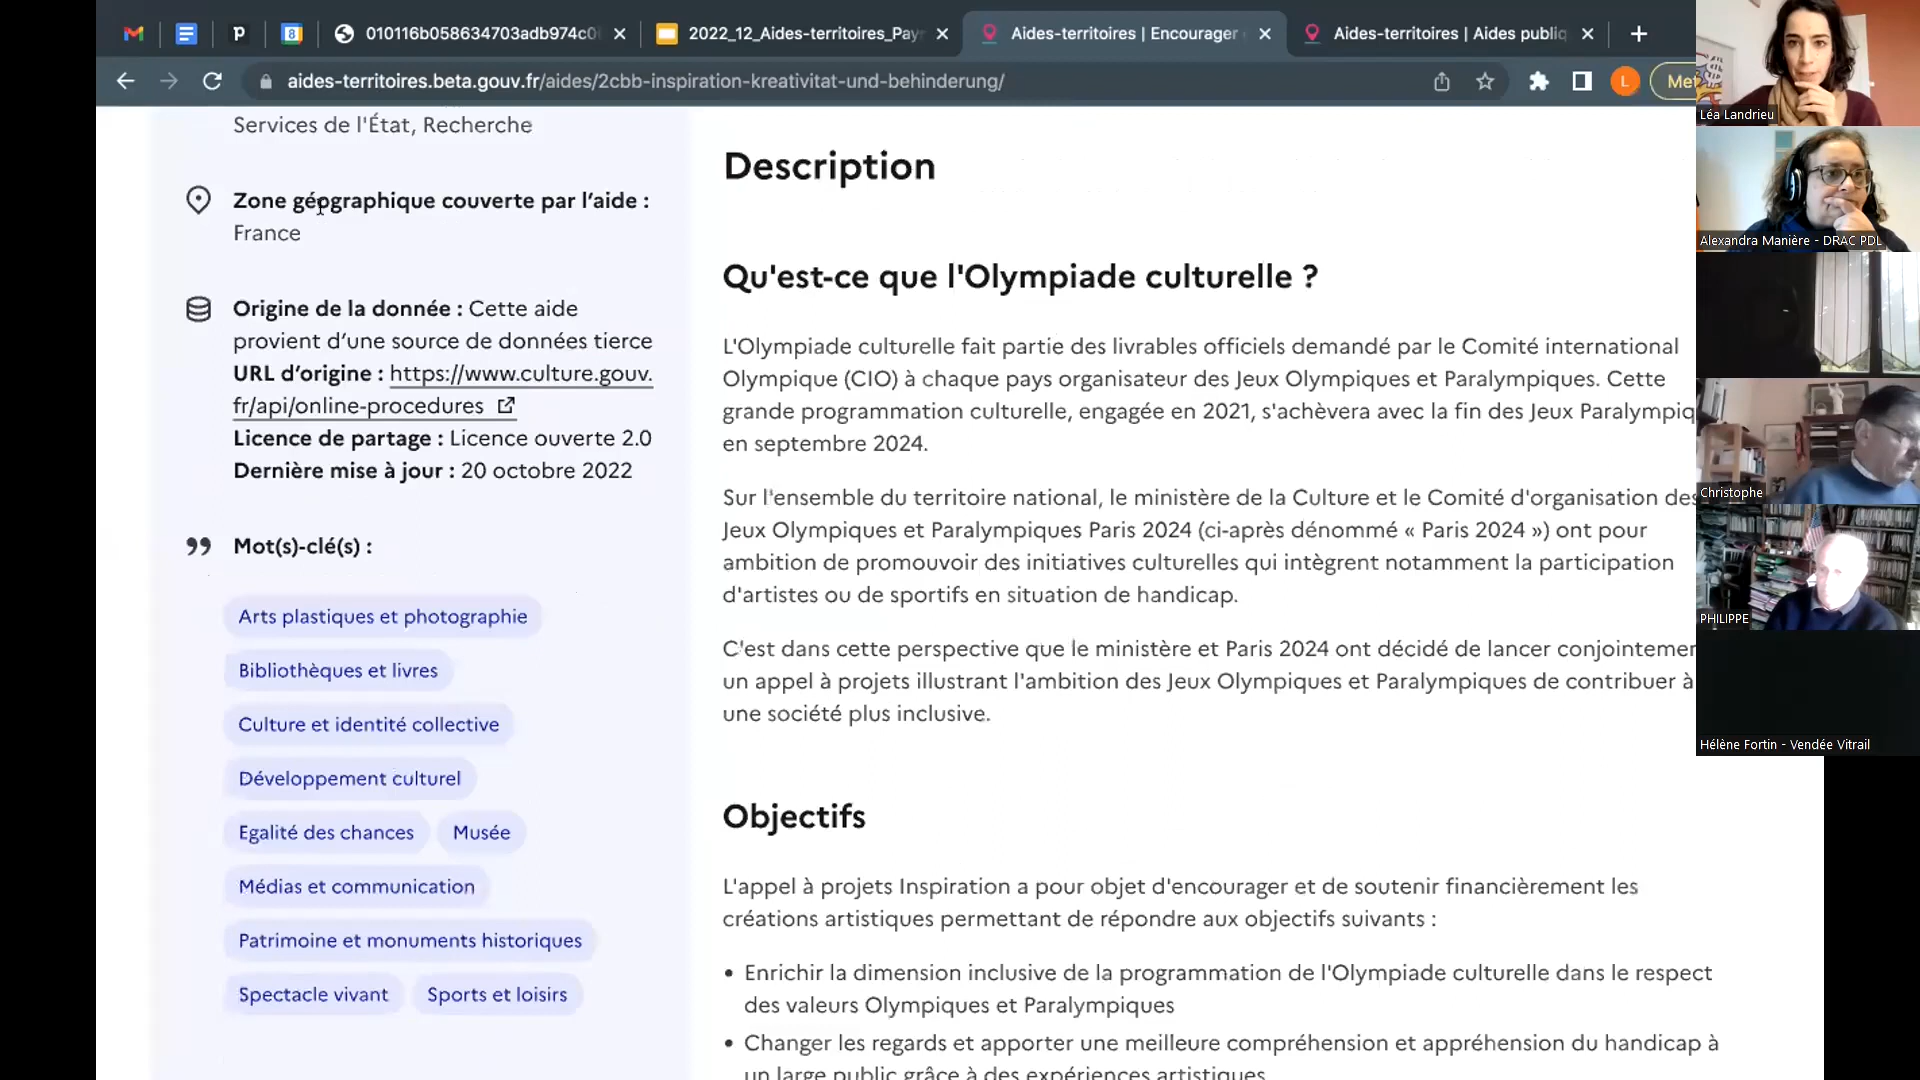 010116b058634703adb974c0
2022_12_Aides-territoires_Pay
Aides-territoires | Encourager
Aides-territoires | Aides publiq
aides-territoires.beta.gouv.fr/aides/2cbb-inspiration-kreativitat-und-behinderung/
L
Met
Services de l'État, Recherche
Zone géographique couverte par l’aide :
France
Origine de la donnée : Cette aide
provient d’une source de données tierce
URL d’origine : https://www.culture.gouv.
fr/api/online-procedures
Licence de partage : Licence ouverte 2.0
Dernière mise à jour : 20 octobre 2022
Mot(s)-clé(s) :
Arts plastiques et photographie
Bibliothèques et livres
Culture et identité collective
Développement culturel
Egalité des chances
Musée
Médias et communication
Patrimoine et monuments historiques
Spectacle vivant
Sports et loisirs
Description
Qu'est-ce que l'Olympiade culturelle ?
L'Olympiade culturelle fait partie des livrables officiels demandé par le Comité international
Olympique (CIO) à chaque pays organisateur des Jeux Olympiques et Paralympiques. Cette
grande programmation culturelle, engagée en 2021, s'achèvera avec la fin des Jeux Paralympiq
en septembre 2024.
Sur l'ensemble du territoire national, le ministère de la Culture et le Comité d'organisation des
Jeux Olympiques et Paralympiques Paris 2024 (ci-après dénommé « Paris 2024 ») ont pour
ambition de promouvoir des initiatives culturelles qui intègrent notamment la participation
d'artistes ou de sportifs en situation de handicap.
C'est dans cette perspective que le ministère et Paris 2024 ont décidé de lancer conjointemen
un appel à projets illustrant l'ambition des Jeux Olympiques et Paralympiques de contribuer à
une société plus inclusive.
Objectifs
L'appel à projets Inspiration a pour objet d'encourager et de soutenir financièrement les
créations artistiques permettant de répondre aux objectifs suivants :
• Enrichir la dimension inclusive de la programmation de l'Olympiade culturelle dans le respect
des valeurs Olympiques et Paralympiques
• Changer les regards et apporter une meilleure compréhension et appréhension du handicap à
un large public grâce à des expériences artistiques
Léa Landrieu
Alexandra Manière - DRAC PDL
Christophe
PHILIPPE
Hélène Fortin - Vendée Vitrail